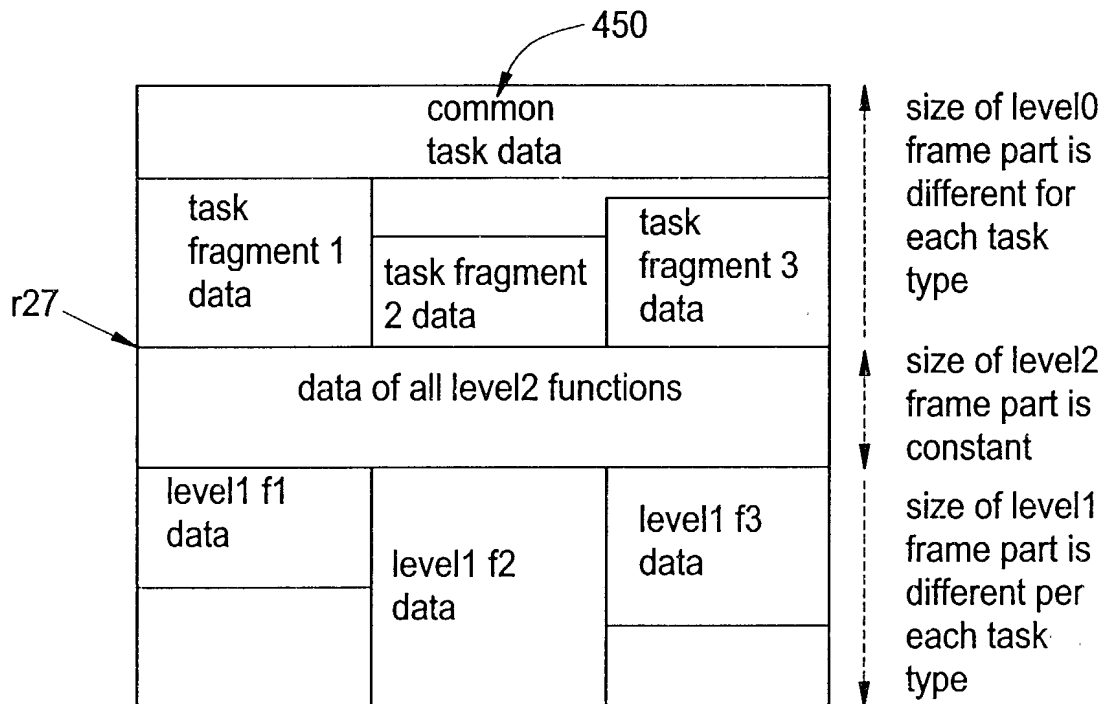 450
common
task data
task
fragment 1
data
task fragment
2 data
task
fragment 3
data
size of level0
frame part is
different for
each task
type
r27
data of all level2 functions
size of level2
frame part is
constant
level1 f1
data
level1 f2
data
level1 f3
data
size of level1
frame part is
different per
each task
type